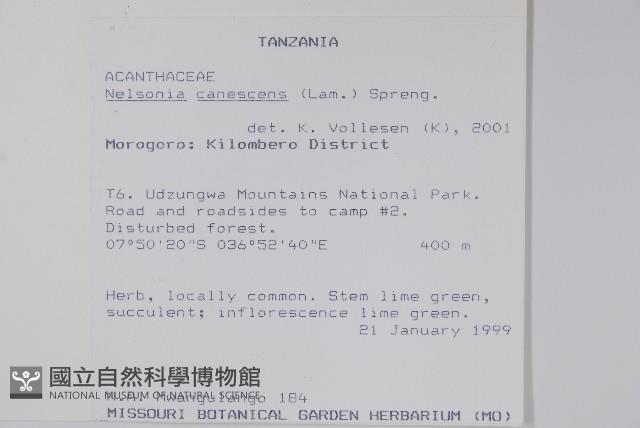 TANZANIA
ACANTHACEAE
Nelsonia canescens (Lam.) Spreng.
det. K. Vollesen (K), 2001
Morogoro: Kilombero District
T6. Udzungwa Mountains National Park.
Road and roadsides to camp #2.
Disturbed forest.
07°50'20"S 036°52'40"E 400 m
Herb, locally common. Stem lime green,
succulent; inflorescence lime green.
21 January 1999
國立自然科學博物館
NATIONAL MUSEUM OF NATURAL SCIENCE
Mwangulango 184
MISSOURI BOTANICAL GARDEN HERBARIUM (MO)